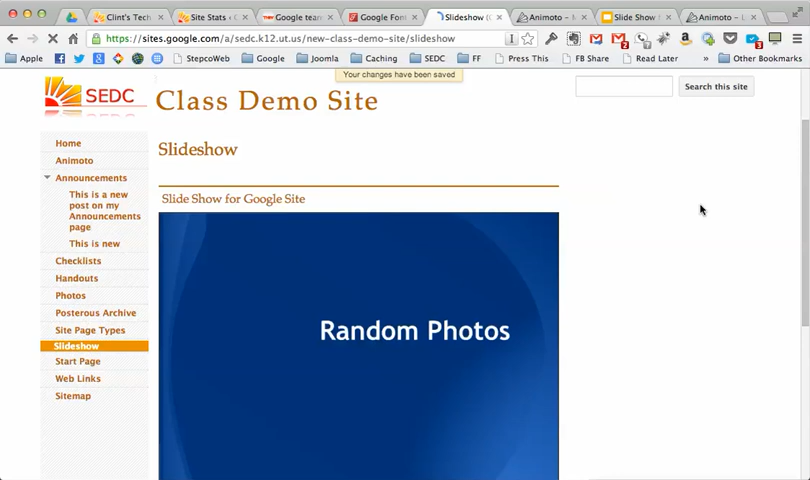 Clint's Tech
Site Stats ‹ C
Google team
Google Fon
Slideshow (C
Animoto – M
Slide Show f
Animoto – L
https://sites.google.com/a/sedc.k12.ut.us/new-class-demo-site/slideshow
2
2
3
Apple
StepcoWeb
Google
Joomla
Caching
SEDC
FF
Press This
FB Share
Read Later
»
Other Bookmarks
Your changes have been saved
SEDC
Class Demo Site
Search this site
Home
Animoto
Announcements
This is a new
post on my
Announcements
page
This is new
Checklists
Handouts
Photos
Posterous Archive
Site Page Types
Slideshow
Start Page
Web Links
Sitemap
Slideshow
Slide Show for Google Site
Random Photos